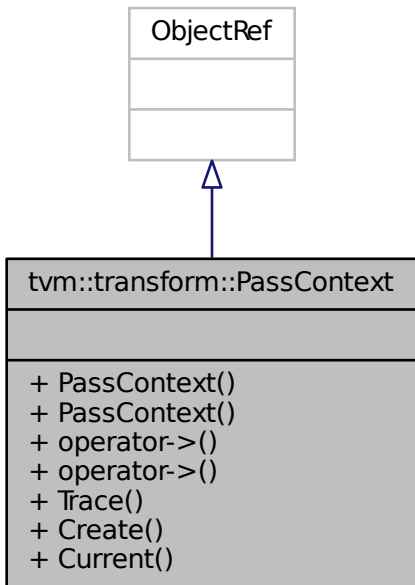 ObjectRef
tvm::transform::PassContext
+ PassContext()
+ PassContext()
+ operator->()
+ operator->()
+ Trace()
+ Create()
+ Current()